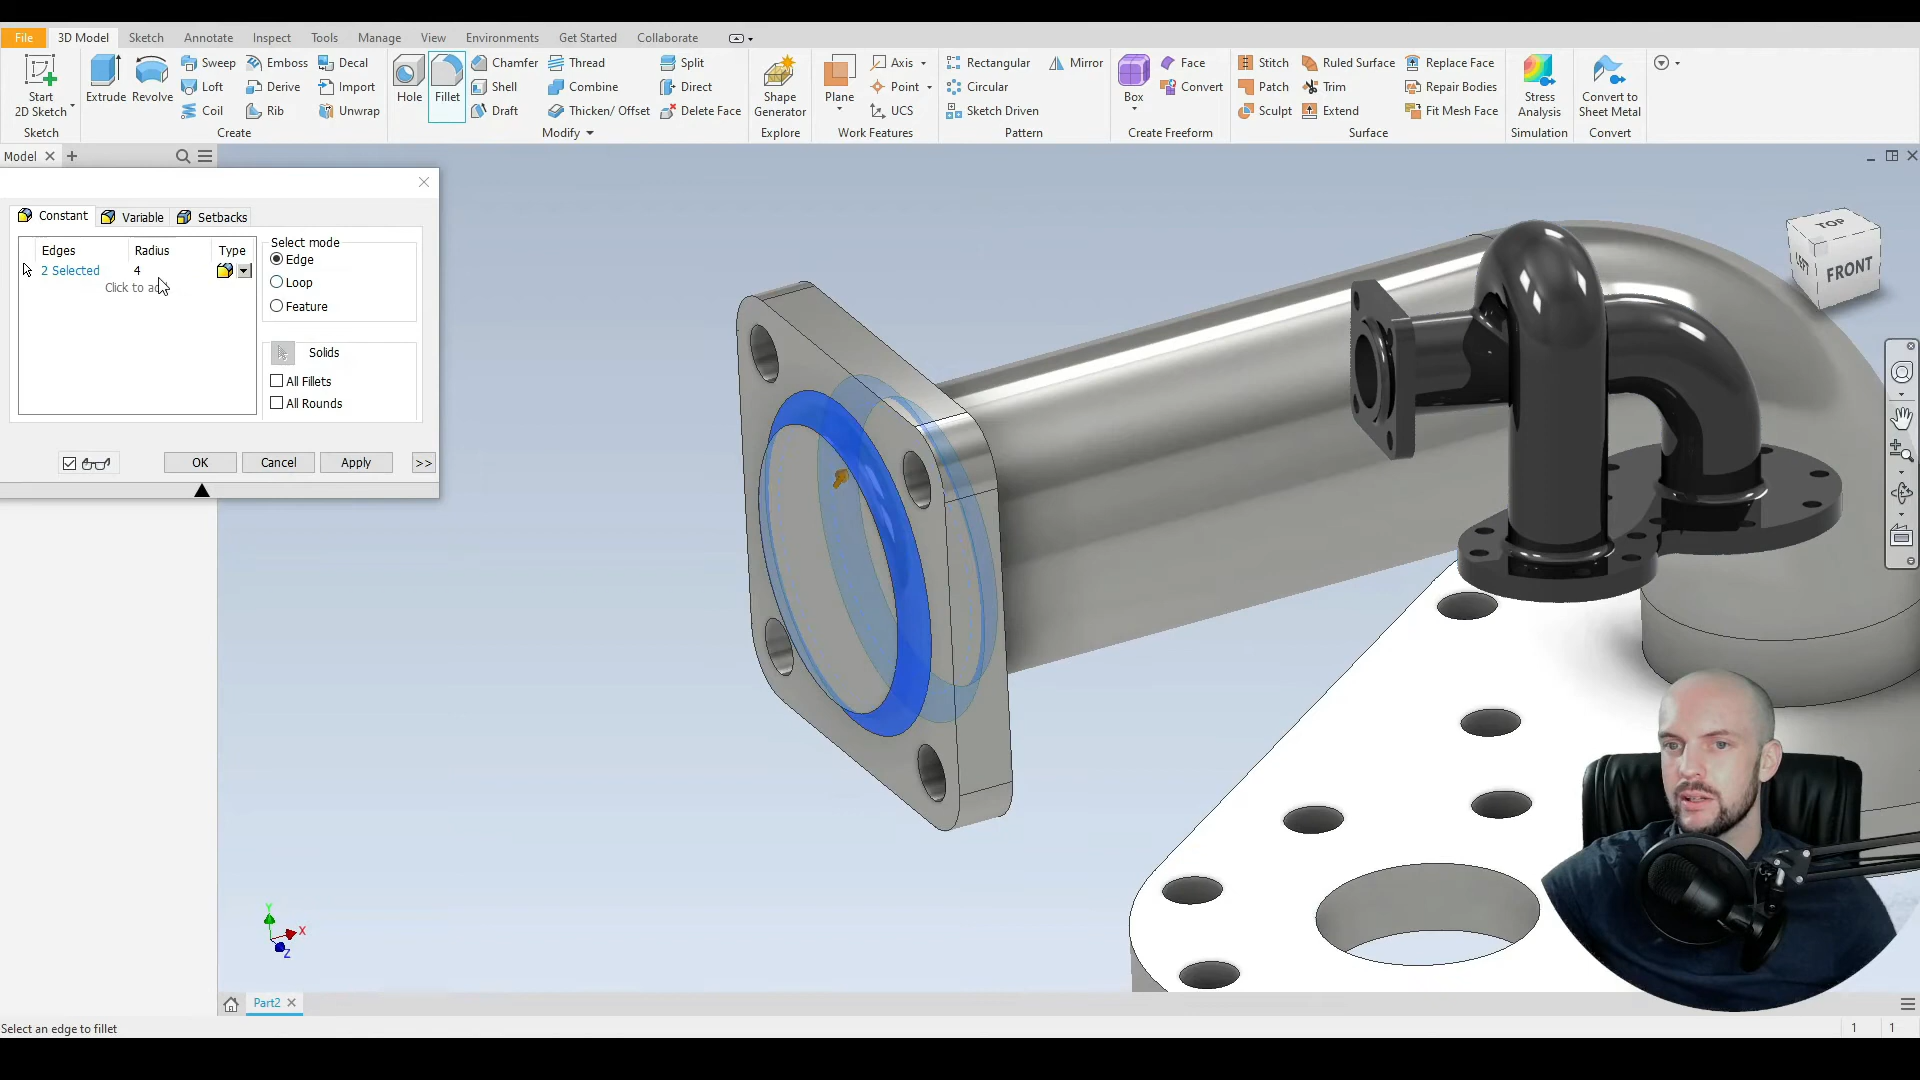 File 3D Model Sketch Annotate Inspect Tools Manage View Environments Get Started Collaborate
Start 2D Sketch
Sketch
Extrude
Revolve
Sweep
Loft
Coil
Emboss
Derive
Rib
Decal
Import
Unwrap
Create
Hole
Fillet
Chamfer
Shell
Draft
Thread
Combine
Thicken/ Offset
Split
Direct
Delete Face
Modify
Shape Generator
Explore
Plane
Axis
Point
UCS
Work Features
Rectangular
Circular
Sketch Driven
Mirror
Pattern
Box
Face
Convert
Create Freeform
Stitch
Patch
Sculpt
Ruled Surface
Trim
Extend
Replace Face
Repair Bodies
Fit Mesh Face
Surface
Stress Analysis
Simulation
Convert to Sheet Metal
Convert
Model
Constant Variable Setbacks
Edges Radius Type
2 Selected 4
Click to a
Select mode
Edge
Loop
Feature
Solids
All Fillets
All Rounds
OK Cancel Apply >>
TOP
LEFT
FRONT
Y
X
Z
Part2
Select an edge to fillet
1 1